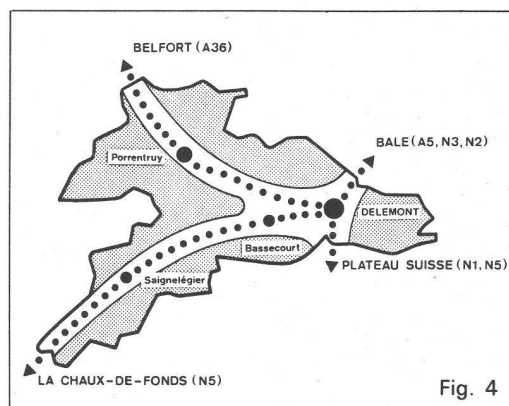 BELFORT (A36)
BALE (A5, N3, N2)
Porrentruy
DELEMONT
Bassecourt
PLATEAU SUISSE (N1, N5)
Saignelégier
LA CHAUX-DE-FONDS (N5)
Fig. 4